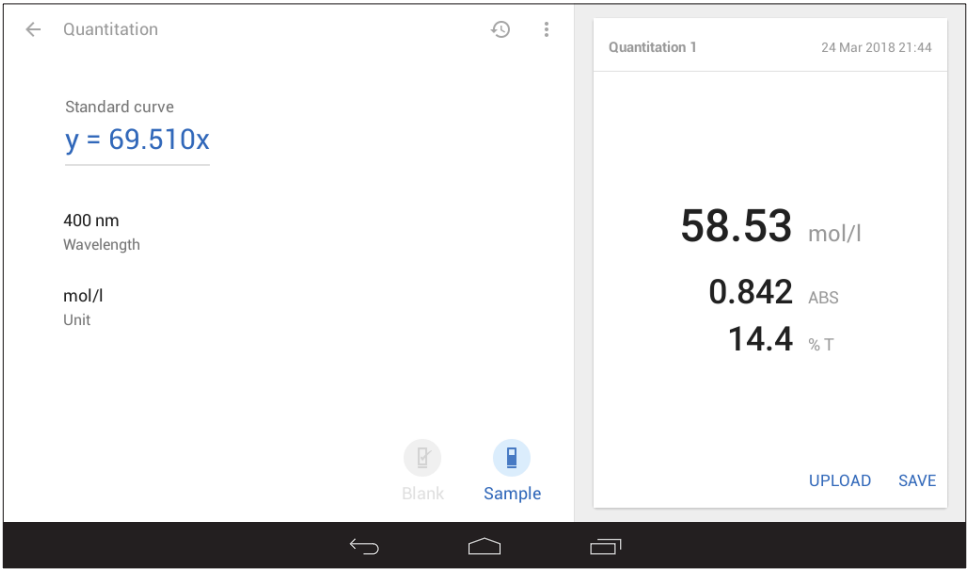 Quantitation
Standard curve
y = 69.510x
400 nm
Wavelength
mol/l
Unit
Blank
Sample
Quantitation 1
24 Mar 2018 21:44
58.53 mol/l
0.842 ABS
14.4 % T
UPLOAD
SAVE